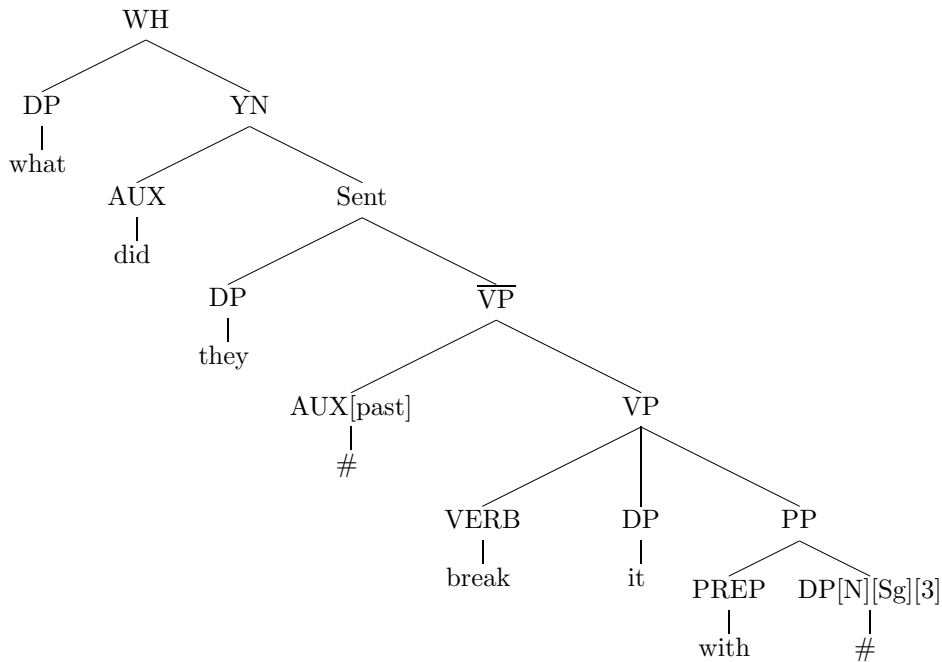 WH
DP YN
what
AUX Sent
did
DP V̅P̅
they
AUX[past] VP
#
VERB DP PP
break it
PREP DP[N][Sg][3]
with #